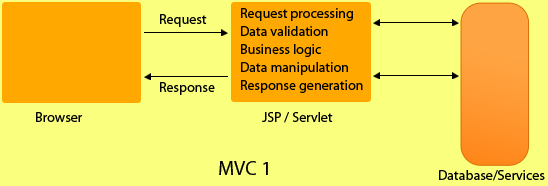 Request
Request processing
Data validation
Business logic
Data manipulation
Response generation
Response
Browser
JSP / Servlet
MVC 1
Database/Services